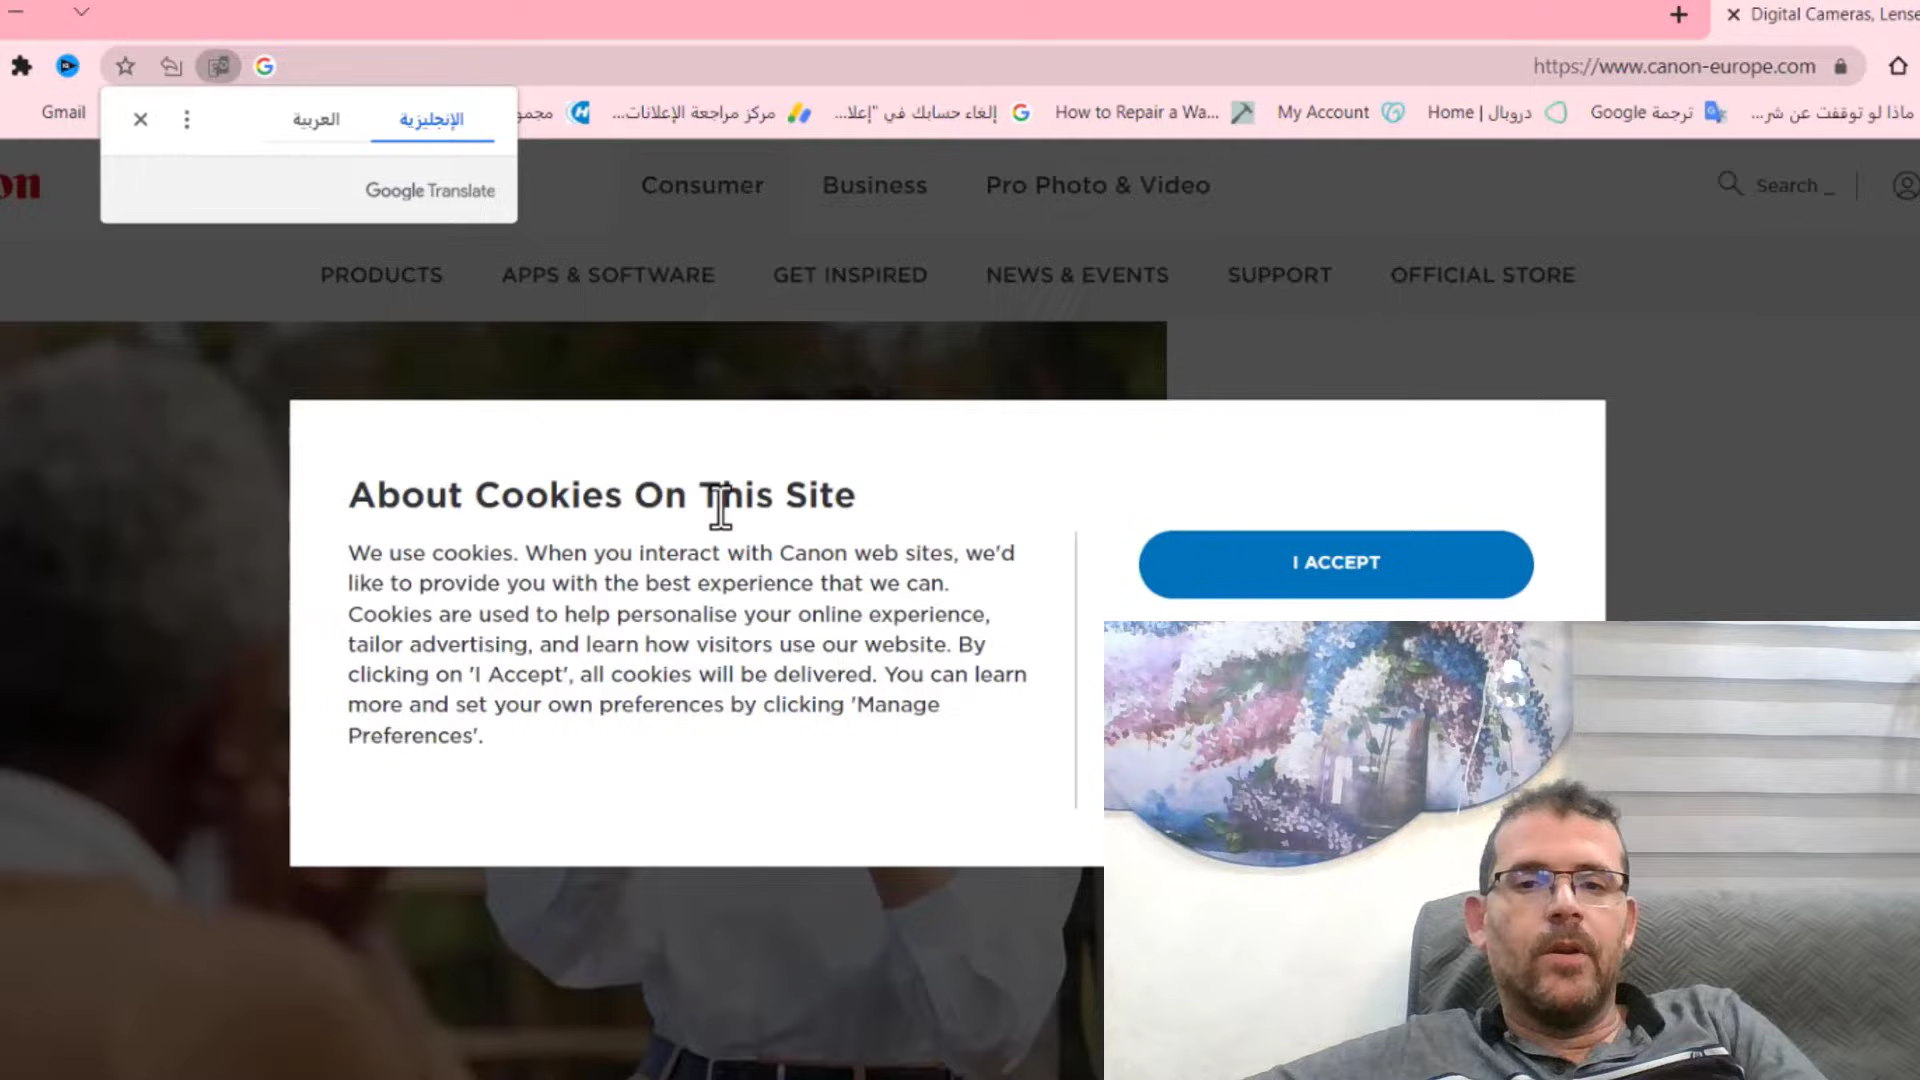 Digital Cameras, Lense
https://www.canon-europe.com
Gmail
مجمو
مركز مراجعة الإعلانات...
إلغاء حسابك في "إعلا...
How to Repair a Wa...
My Account
دروبال | Home
ترجمة Google
ماذا لو توقفت عن شر...
العربية
الإنجليزية
Google Translate
on
Consumer
Business
Pro Photo & Video
Search _
PRODUCTS
APPS & SOFTWARE
GET INSPIRED
NEWS & EVENTS
SUPPORT
OFFICIAL STORE
About Cookies On This Site
We use cookies. When you interact with Canon web sites, we'd
like to provide you with the best experience that we can.
Cookies are used to help personalise your online experience,
tailor advertising, and learn how visitors use our website. By
clicking on 'I Accept', all cookies will be delivered. You can learn
more and set your own preferences by clicking 'Manage
Preferences'.
I ACCEPT